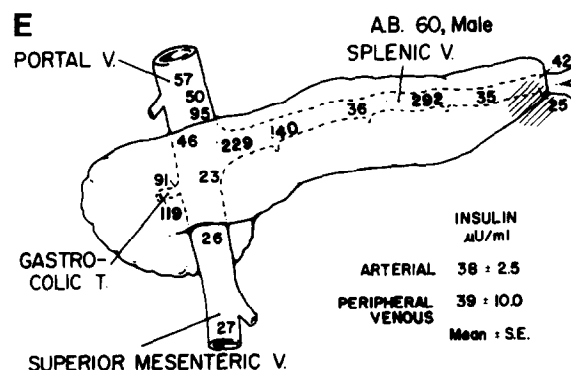 E
A.B. 60, Male
PORTAL V.
SPLENIC V.
42
57
50
95
36
292
35
25
46
229
140
91
23
119
26
GASTRO-
COLIC T.
27
SUPERIOR MESENTERIC V.
INSULIN
µU/ml
ARTERIAL 38 ± 2.5
PERIPHERAL
VENOUS 39 ± 10.0
Mean ± S.E.